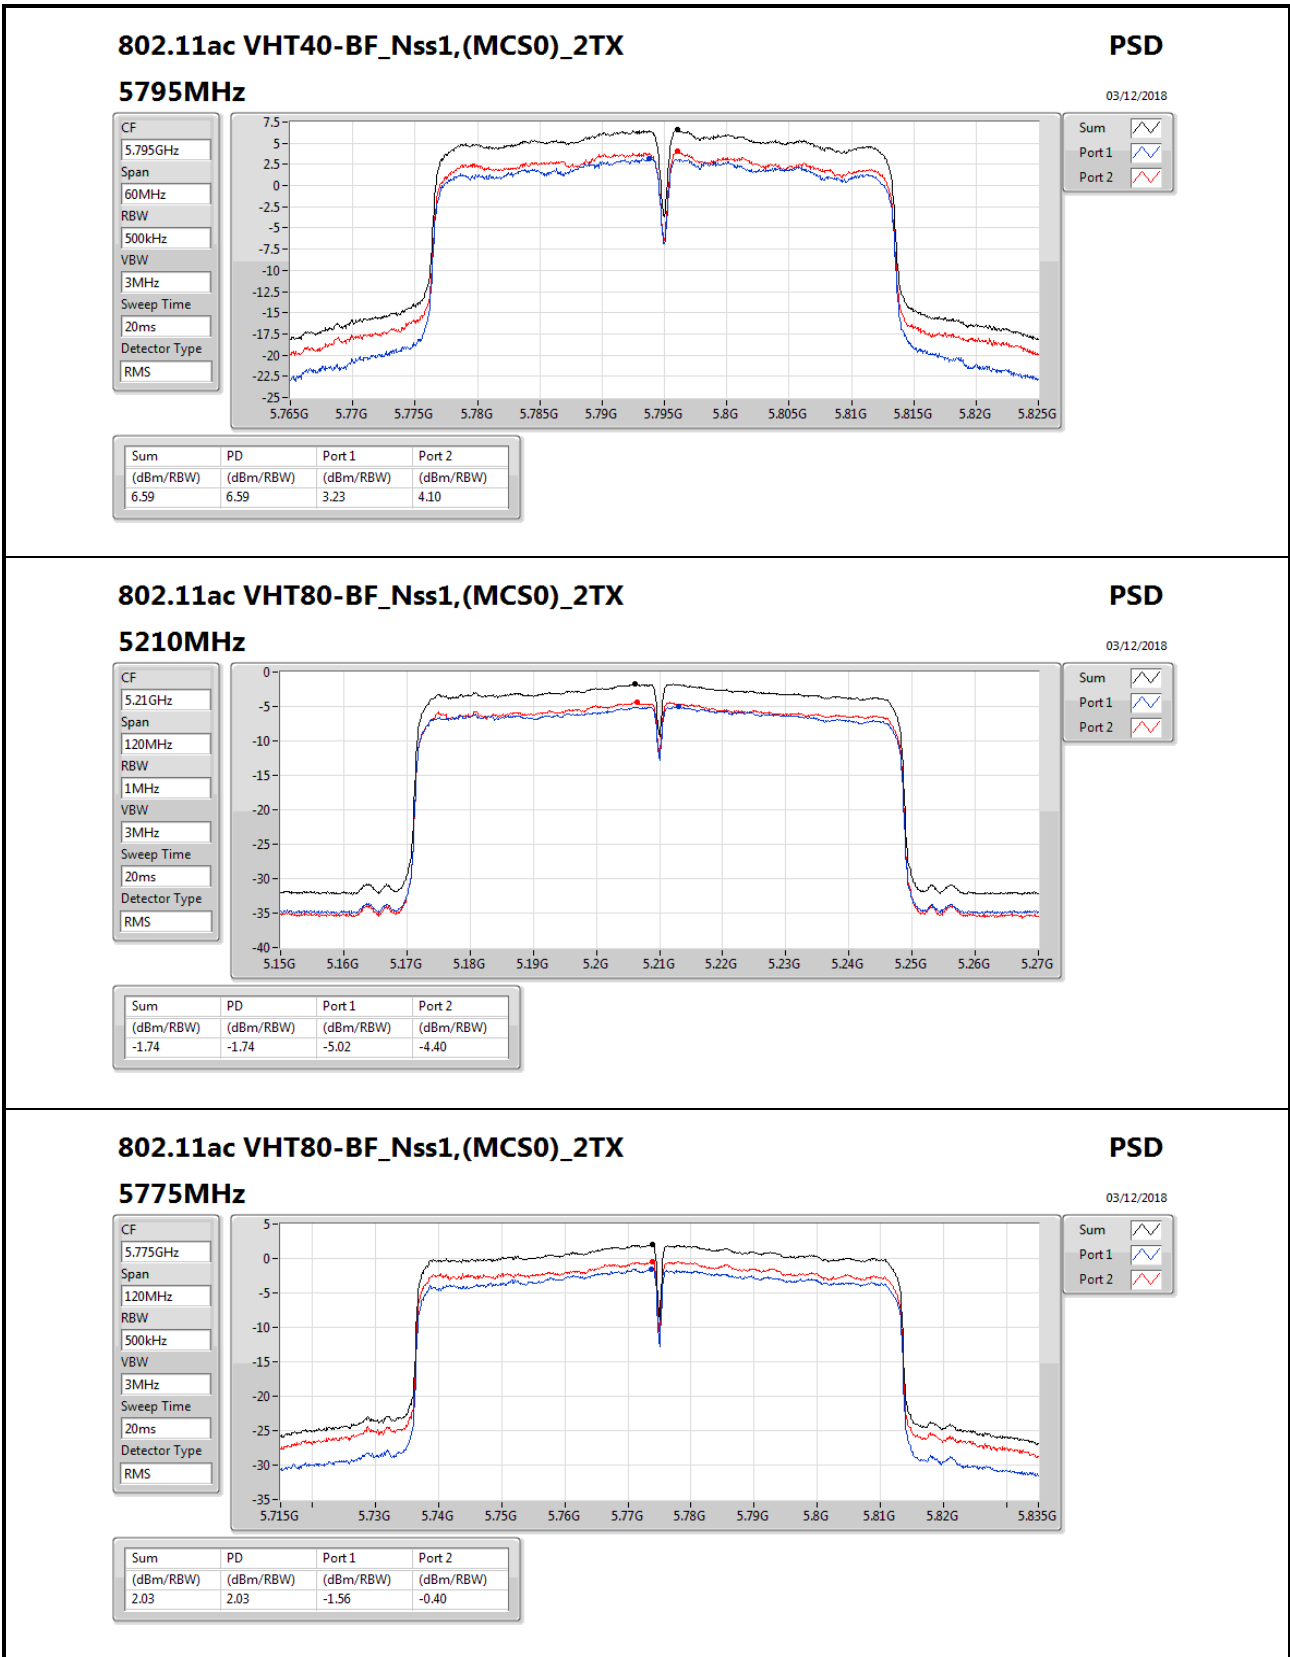 802.11ac VHT40-BF_Nss1,(MCS0)_2TX PSD
5795MHz 03/12/2018
CF
5.795GHz
Span
60MHz
RBW
500kHz
VBW
3MHz
Sweep Time
20ms
Detector Type
RMS
7.5
5
2.5
0
-2.5
-5
-7.5
-10
-12.5
-15
-17.5
-20
-22.5
-25
5.765G 5.77G 5.775G 5.78G 5.785G 5.79G 5.795G 5.8G 5.805G 5.81G 5.815G 5.82G 5.825G
Sum
Port 1
Port 2
Sum PD Port 1 Port 2
(dBm/RBW) (dBm/RBW) (dBm/RBW) (dBm/RBW)
6.59 6.59 3.23 4.10
802.11ac VHT80-BF_Nss1,(MCS0)_2TX PSD
5210MHz 03/12/2018
CF
5.21GHz
Span
120MHz
RBW
1MHz
VBW
3MHz
Sweep Time
20ms
Detector Type
RMS
0
-5
-10
-15
-20
-25
-30
-35
-40
5.15G 5.16G 5.17G 5.18G 5.19G 5.2G 5.21G 5.22G 5.23G 5.24G 5.25G 5.26G 5.27G
Sum
Port 1
Port 2
Sum PD Port 1 Port 2
(dBm/RBW) (dBm/RBW) (dBm/RBW) (dBm/RBW)
-1.74 -1.74 -5.02 -4.40
802.11ac VHT80-BF_Nss1,(MCS0)_2TX PSD
5775MHz 03/12/2018
CF
5.775GHz
Span
120MHz
RBW
500kHz
VBW
3MHz
Sweep Time
20ms
Detector Type
RMS
5
0
-5
-10
-15
-20
-25
-30
-35
5.715G 5.73G 5.74G 5.75G 5.76G 5.77G 5.78G 5.79G 5.8G 5.81G 5.82G 5.835G
Sum
Port 1
Port 2
Sum PD Port 1 Port 2
(dBm/RBW) (dBm/RBW) (dBm/RBW) (dBm/RBW)
2.03 2.03 -1.56 -0.40